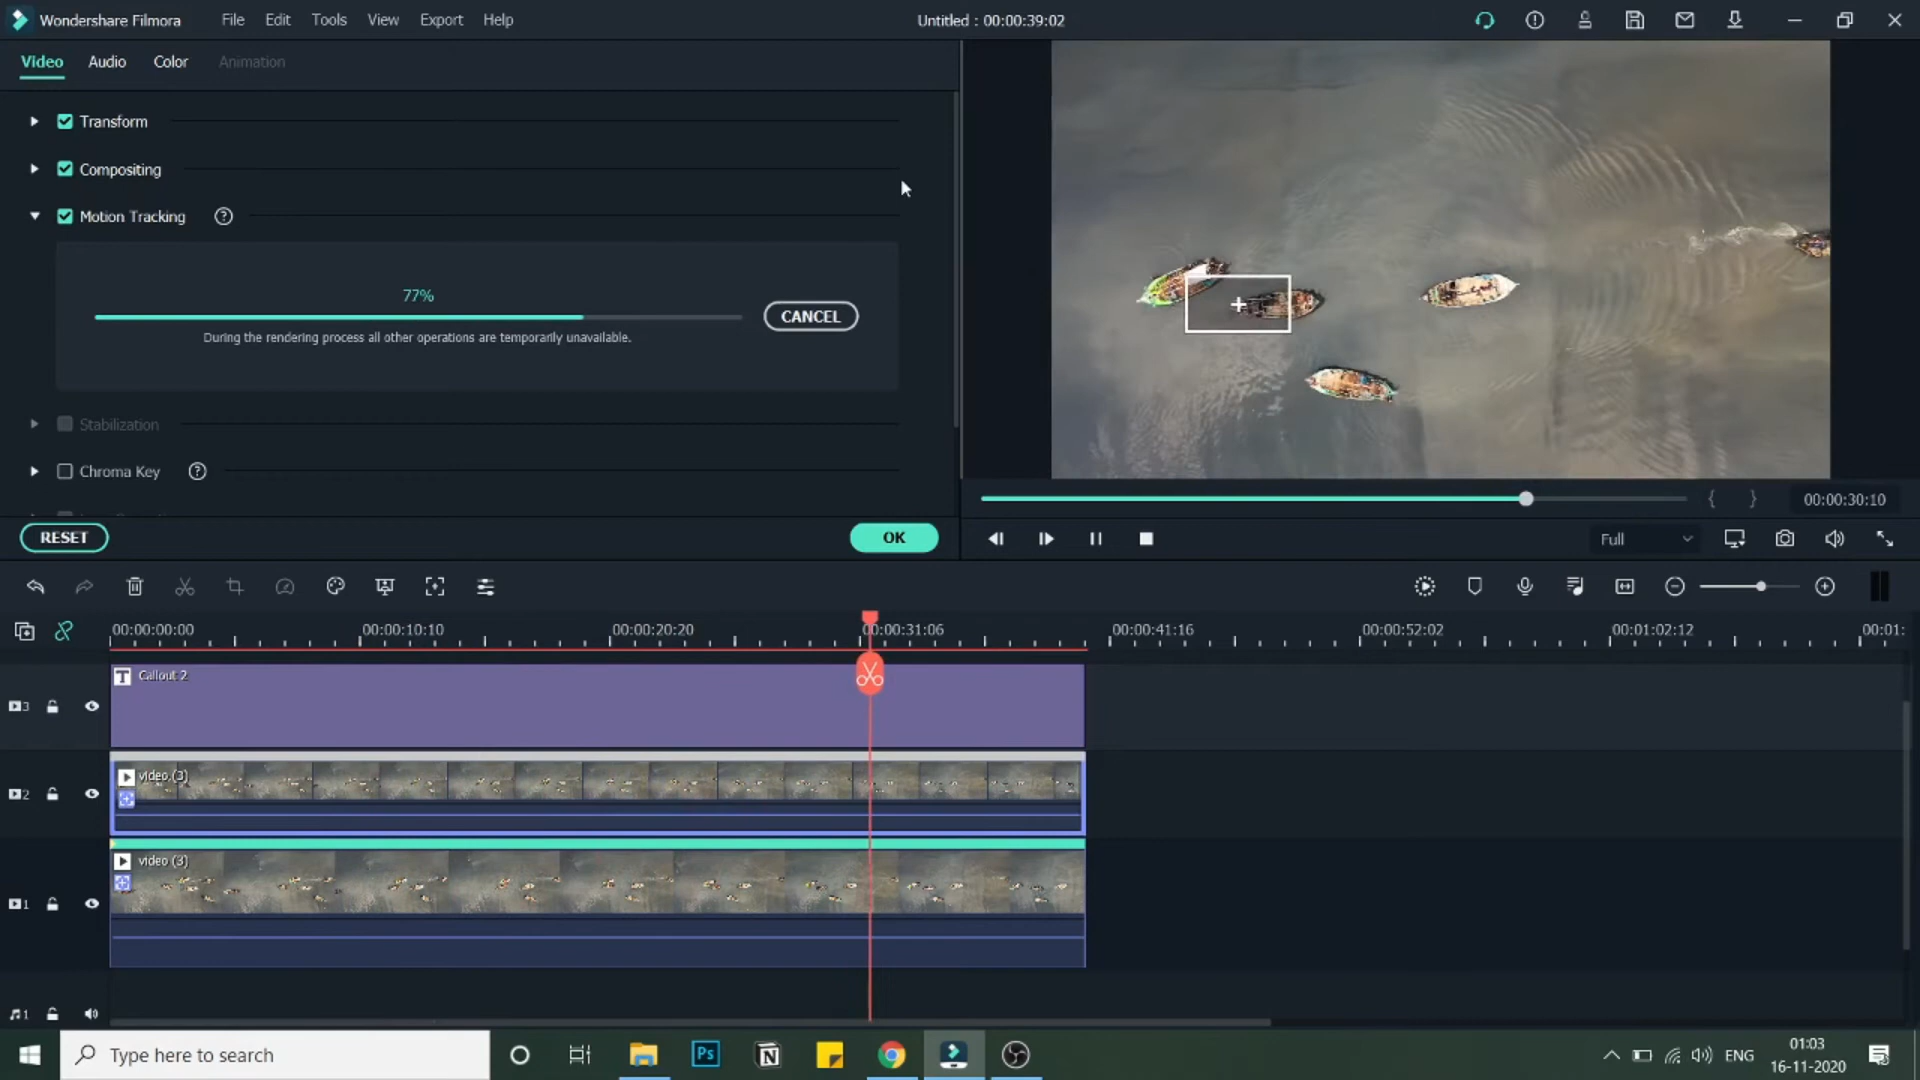 Wondershare Filmora
File Edit Tools View Export Help
Untitled : 00:00:39:02
Video Audio Color Animation
Transform
Compositing
Motion Tracking
77%
CANCEL
During the rendering process all other operations are temporarily unavailable.
Stabilization
Chroma Key
RESET
OK
{ } 00:00:30:10
Full
00:00:00:00 00:00:10:10 00:00:20:20 00:00:31:06 00:00:41:16 00:00:52:02 00:01:02:12 00:01:
3
T Callout 2
2
video (3)
1
video (3)
1
Type here to search
Ps
N
ENG
01:03
16-11-2020